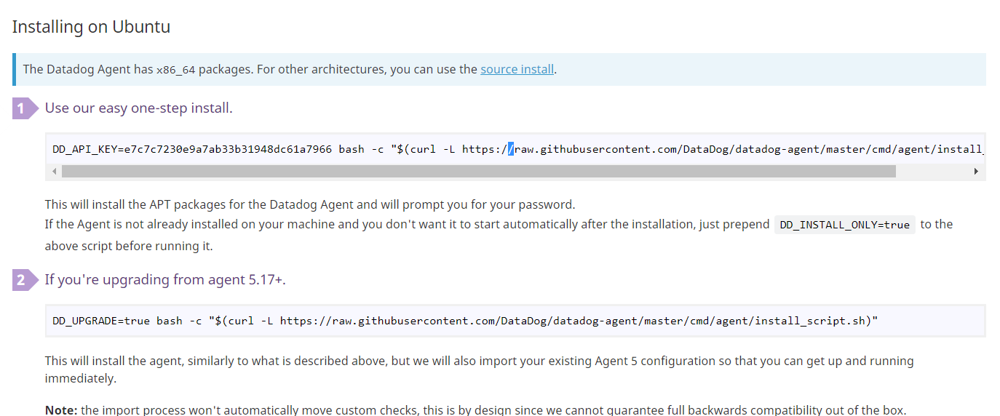 Installing on Ubuntu
The Datadog Agent has x86_64 packages. For other architectures, you can use the source install.
1 Use our easy one-step install.
DD_API_KEY=e7c7c7230e9a7ab33b31948dc61a7966 bash -c "$(curl -L https://raw.githubusercontent.com/DataDog/datadog-agent/master/cmd/agent/install_
This will install the APT packages for the Datadog Agent and will prompt you for your password.
If the Agent is not already installed on your machine and you don't want it to start automatically after the installation, just prepend DD_INSTALL_ONLY=true to the
above script before running it.
2 If you're upgrading from agent 5.17+.
DD_UPGRADE=true bash -c "$(curl -L https://raw.githubusercontent.com/DataDog/datadog-agent/master/cmd/agent/install_script.sh)"
This will install the agent, similarly to what is described above, but we will also import your existing Agent 5 configuration so that you can get up and running
immediately.
Note: the import process won't automatically move custom checks, this is by design since we cannot guarantee full backwards compatibility out of the box.